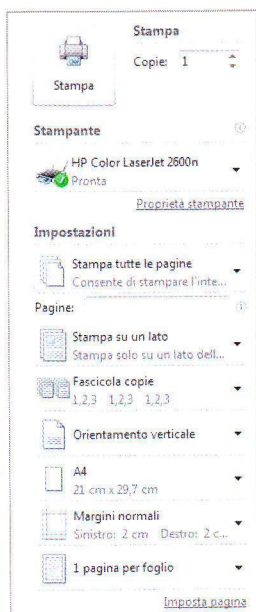 Stampa
Copie: 1
Stampa
Stampante
HP Color LaserJet 2600n
Pronta
Proprietà stampante
Impostazioni
Stampa tutte le pagine
Consente di stampare l'inte...
Pagine:
Stampa su un lato
Stampa solo su un lato dell...
Fascicola copie
1,2,3 1,2,3 1,2,3
Orientamento verticale
A4
21 cm x 29,7 cm
Margini normali
Sinistro: 2 cm Destro: 2 c...
1 pagina per foglio
Imposta pagina